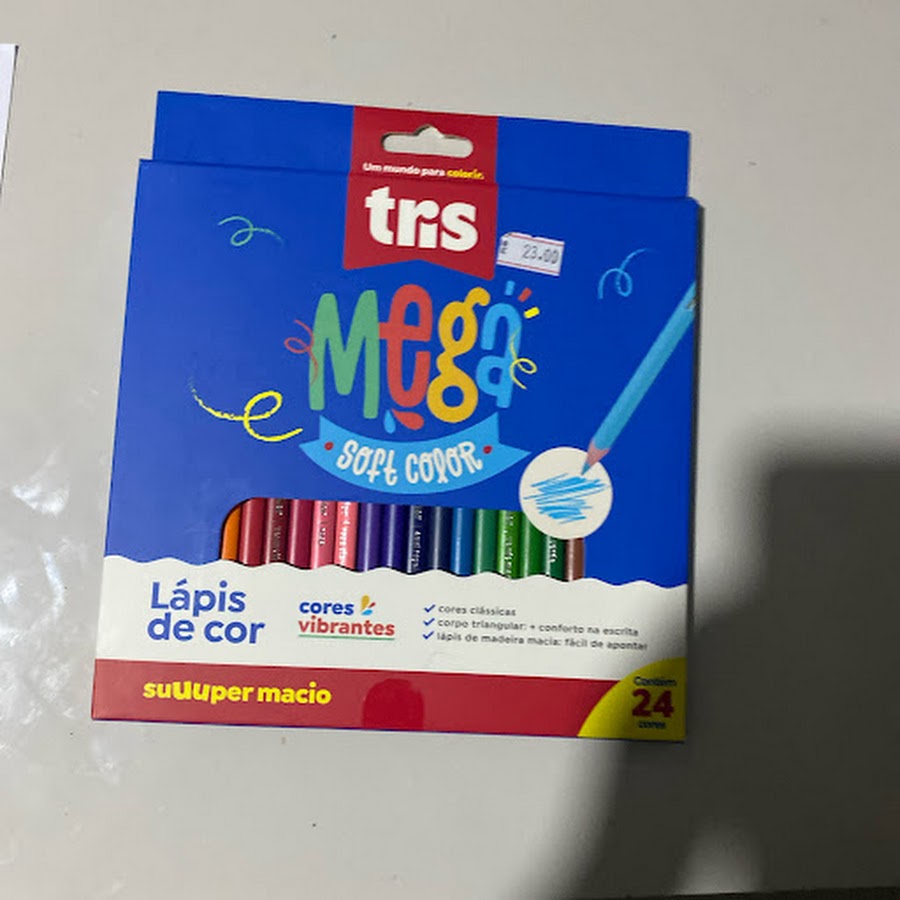 Um mundo para colorir.
tris
23.00
Mega
SOFT COLOR
Lápis
de cor
cores
vibrantes
cores clássicas
corpo triangular: + conforto na escrita
lápis de madeira macia: fácil de apontar
suuuper macio
Contém
24
cores